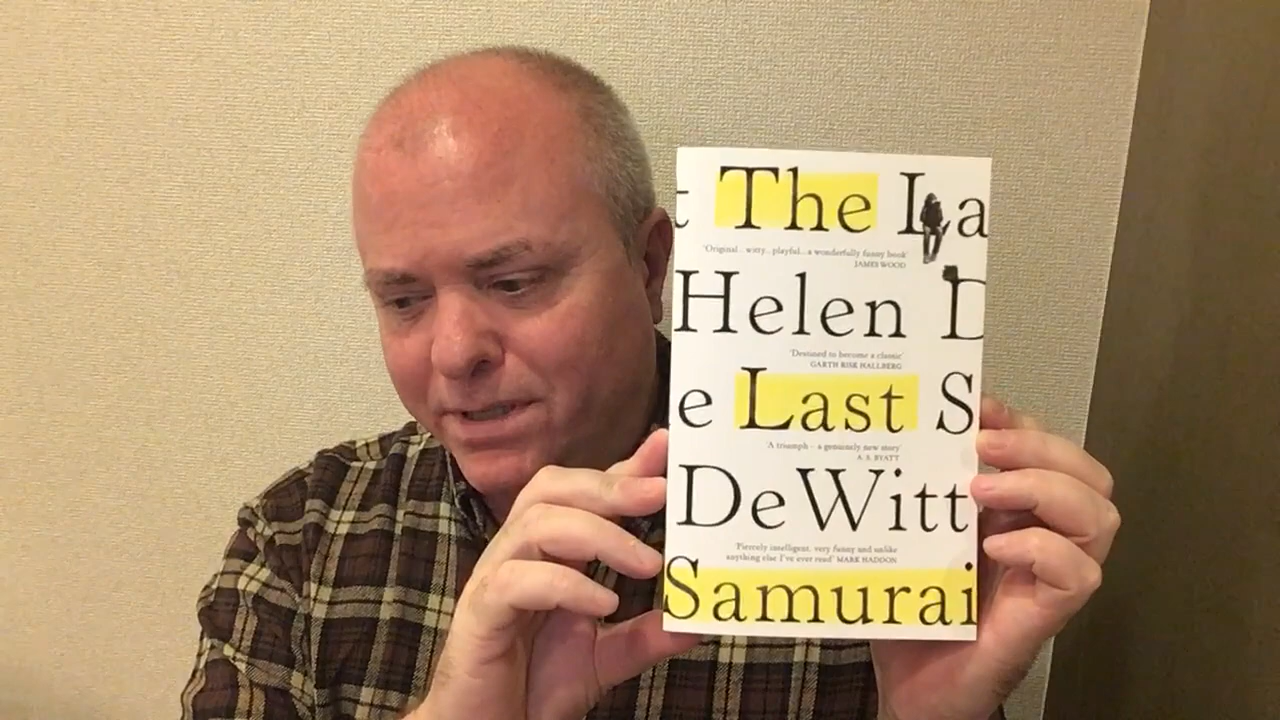 t The La
'Original... witty... playful... a wonderfully funny book'
JAMES WOOD
Helen D
'Destined to become a classic'
GARTH RISK HALLBERG
e Last S
'A triumph – a genuinely new story'
A. S. BYATT
DeWitt
'Fiercely intelligent, very funny and unlike
anything else I've ever read' MARK HADDON
Samurai